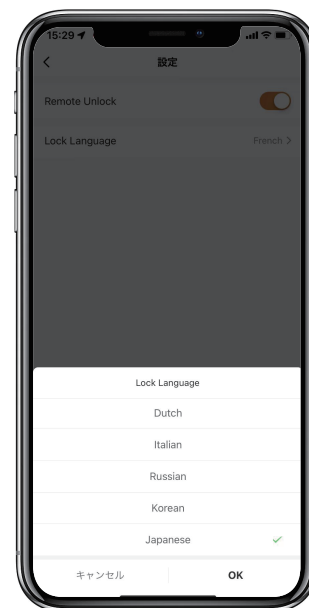 15:29
設定
Remote Unlock
Lock Language French
Lock Language
Dutch
Italian
Russian
Korean
Japanese
キャンセル OK